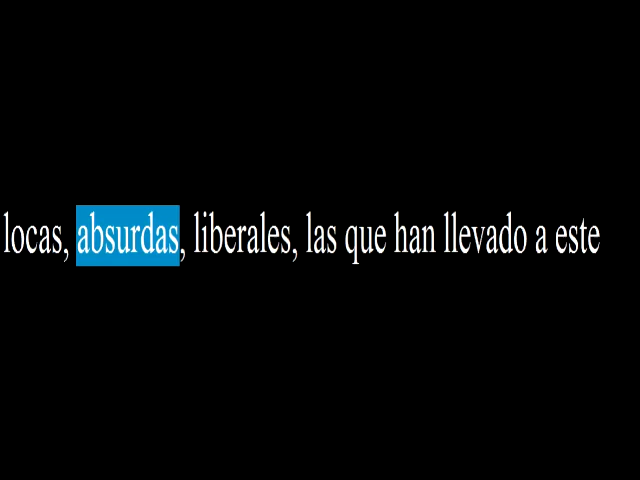 locas, absurdas, liberales, las que han llevado a este